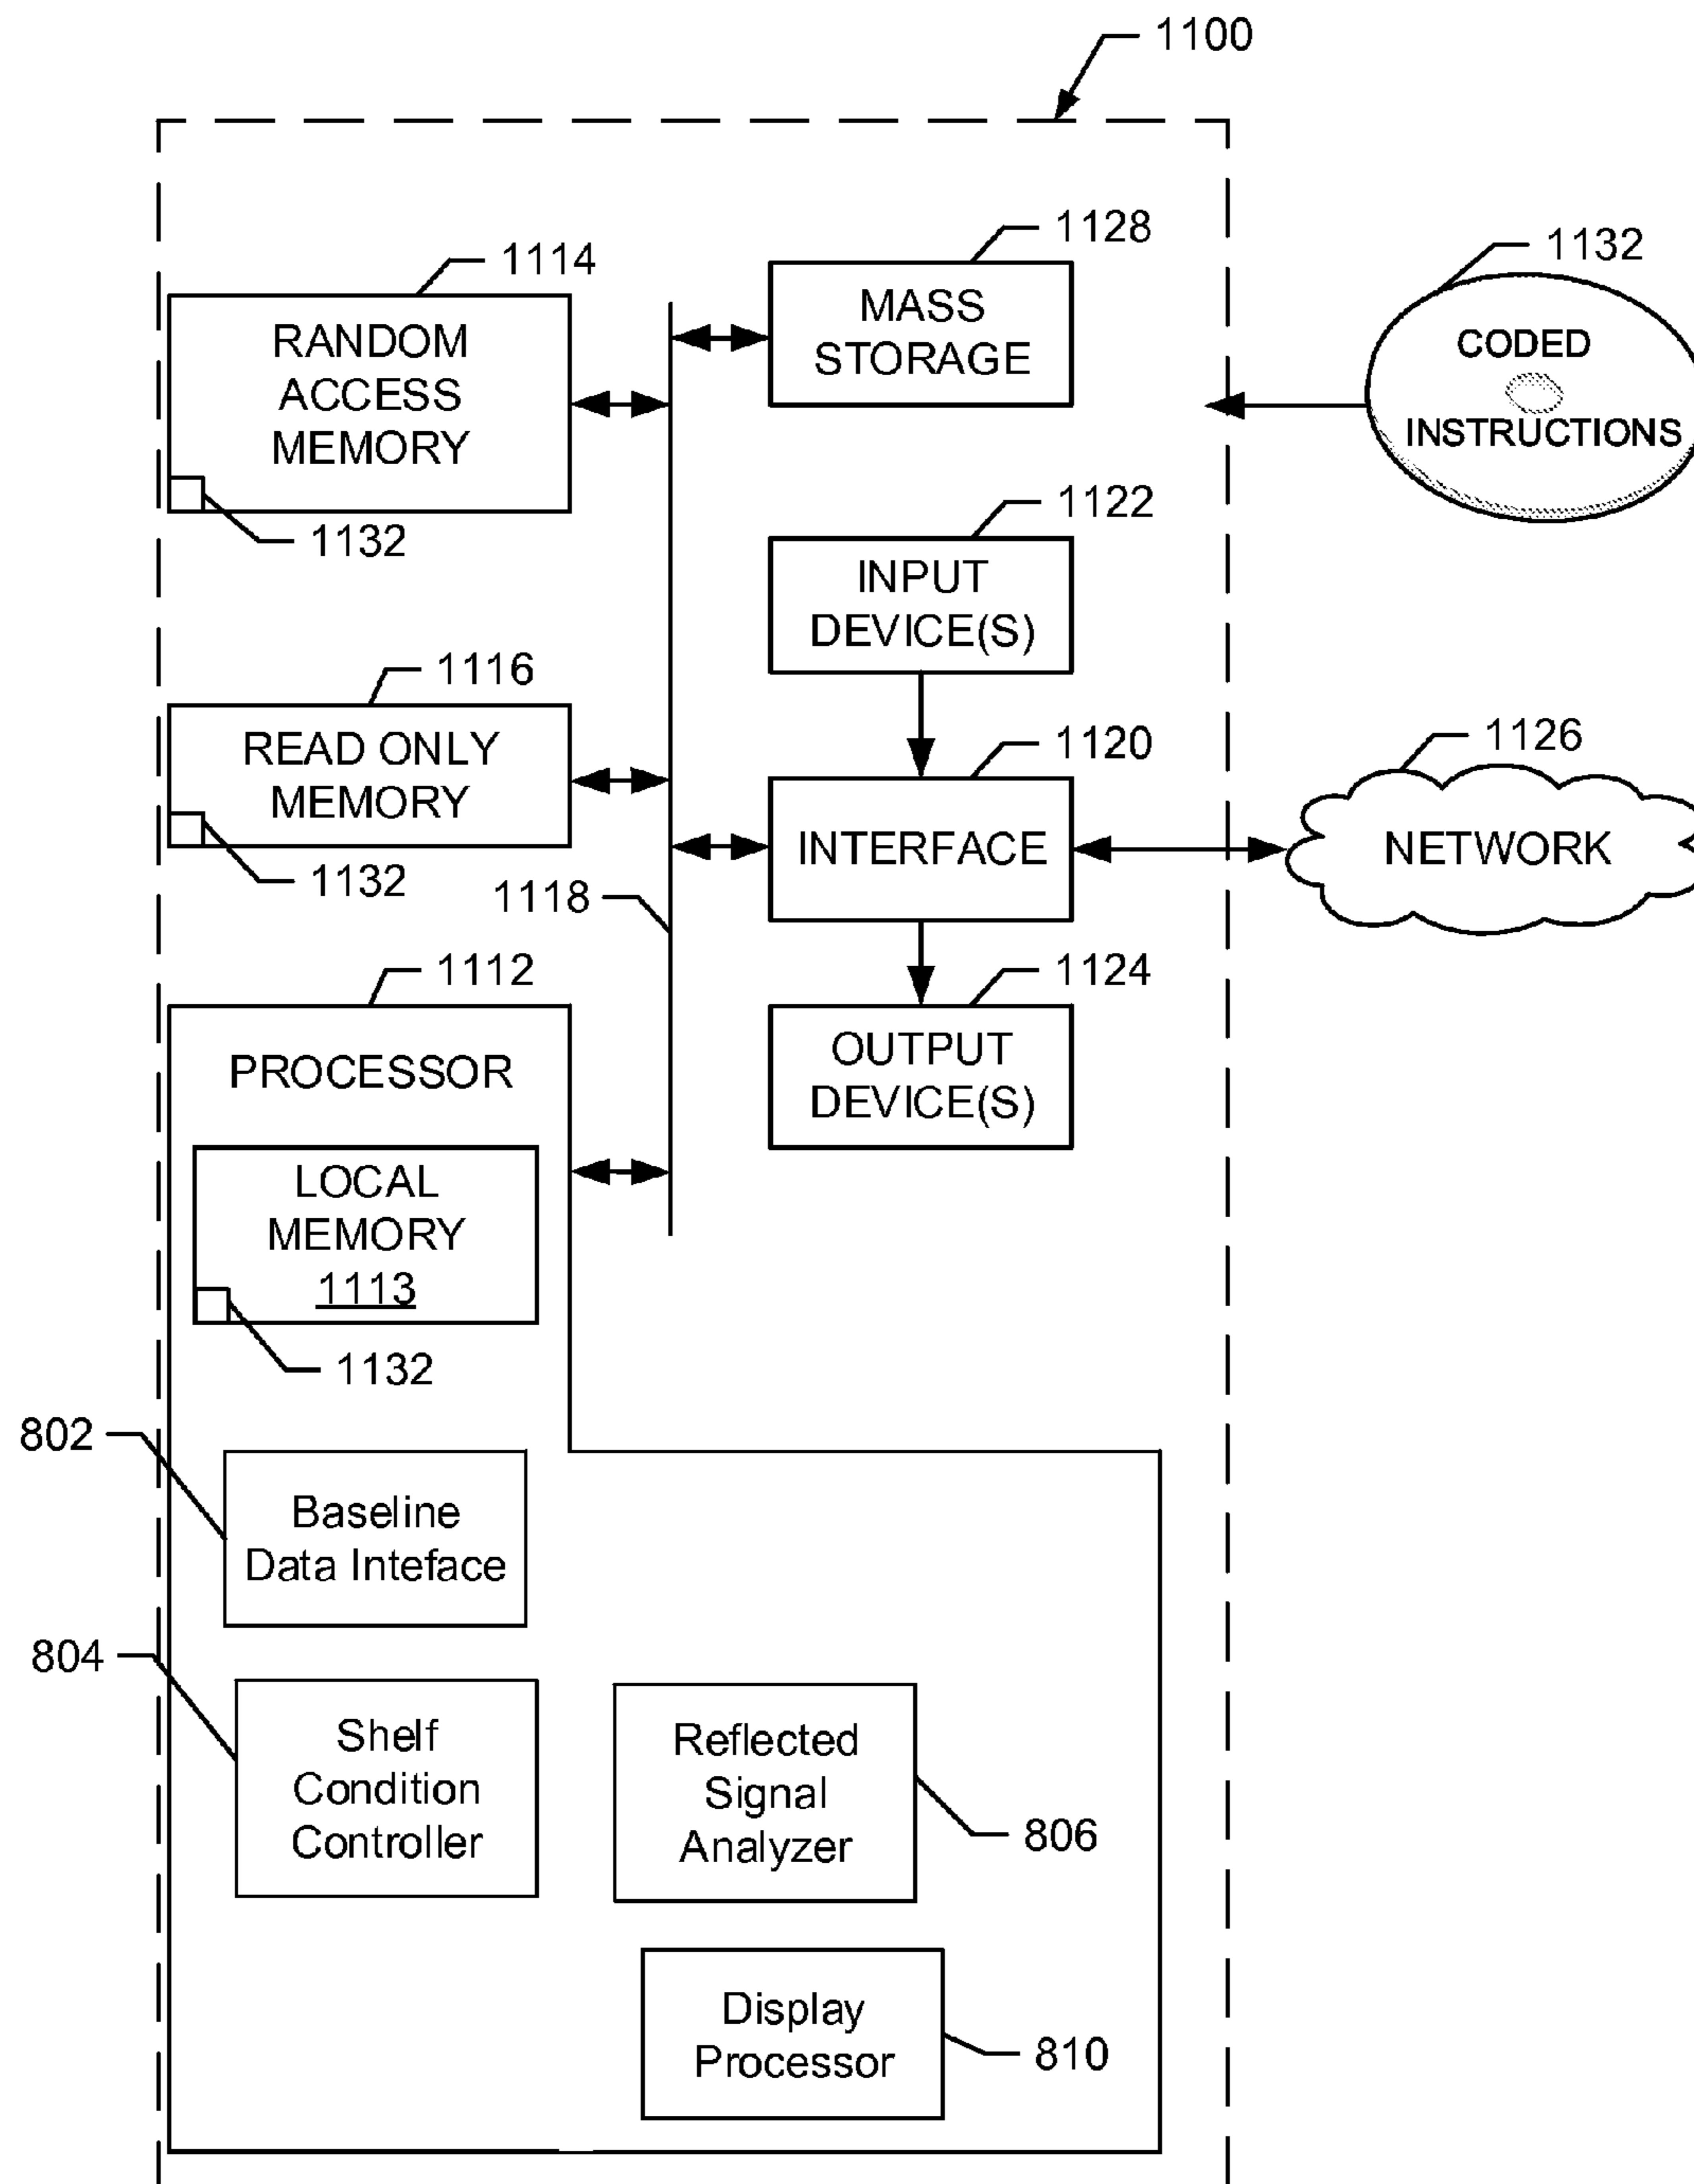 1100
1128
MASS
STORAGE
1114
RANDOM
ACCESS
MEMORY
1132
1132
CODED
INSTRUCTIONS
1122
INPUT
DEVICE(S)
1116
READ ONLY
MEMORY
1132
1120
INTERFACE
1126
NETWORK
1118
1112
PROCESSOR
1124
OUTPUT
DEVICE(S)
LOCAL
MEMORY
1113
1132
802
Baseline
Data Inteface
804
Shelf
Condition
Controller
Reflected
Signal
Analyzer
806
Display
Processor
810